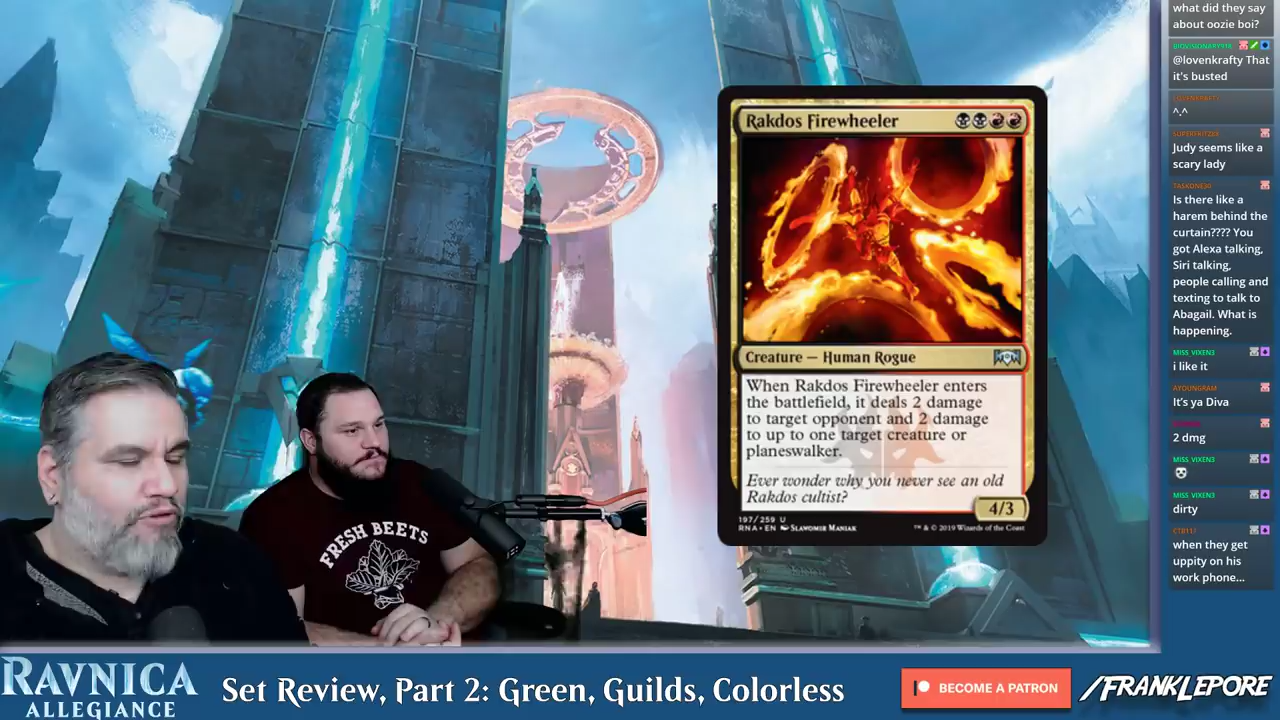 what did they say
about oozie boi?
@lovenkrafty That
it's busted
^.^
Judy seems like a
scary lady
Is there like a
harem behind the
curtain???? You
got Alexa talking,
Siri talking,
people calling and
texting to talk to
Abagail. What is
happening.
MISS_VIXEN3
i like it
AYOUNGRAM
It's ya Diva
2 dmg
MISS_VIXEN3
MISS_VIXEN3
dirty
when they get
uppity on his
work phone...
Rakdos Firewheeler
Creature — Human Rogue
When Rakdos Firewheeler enters
the battlefield, it deals 2 damage
to target opponent and 2 damage
to up to one target creature or
planeswalker.
Ever wonder why you never see an old
Rakdos cultist?
4/3
197/259 U
RNA • EN Slawomir Maniak
™ & © 2019 Wizards of the Coast
FRESH BEETS
RAVNICA
ALLEGIANCE
Set Review, Part 2: Green, Guilds, Colorless
BECOME A PATRON
/FRANKLEPORE